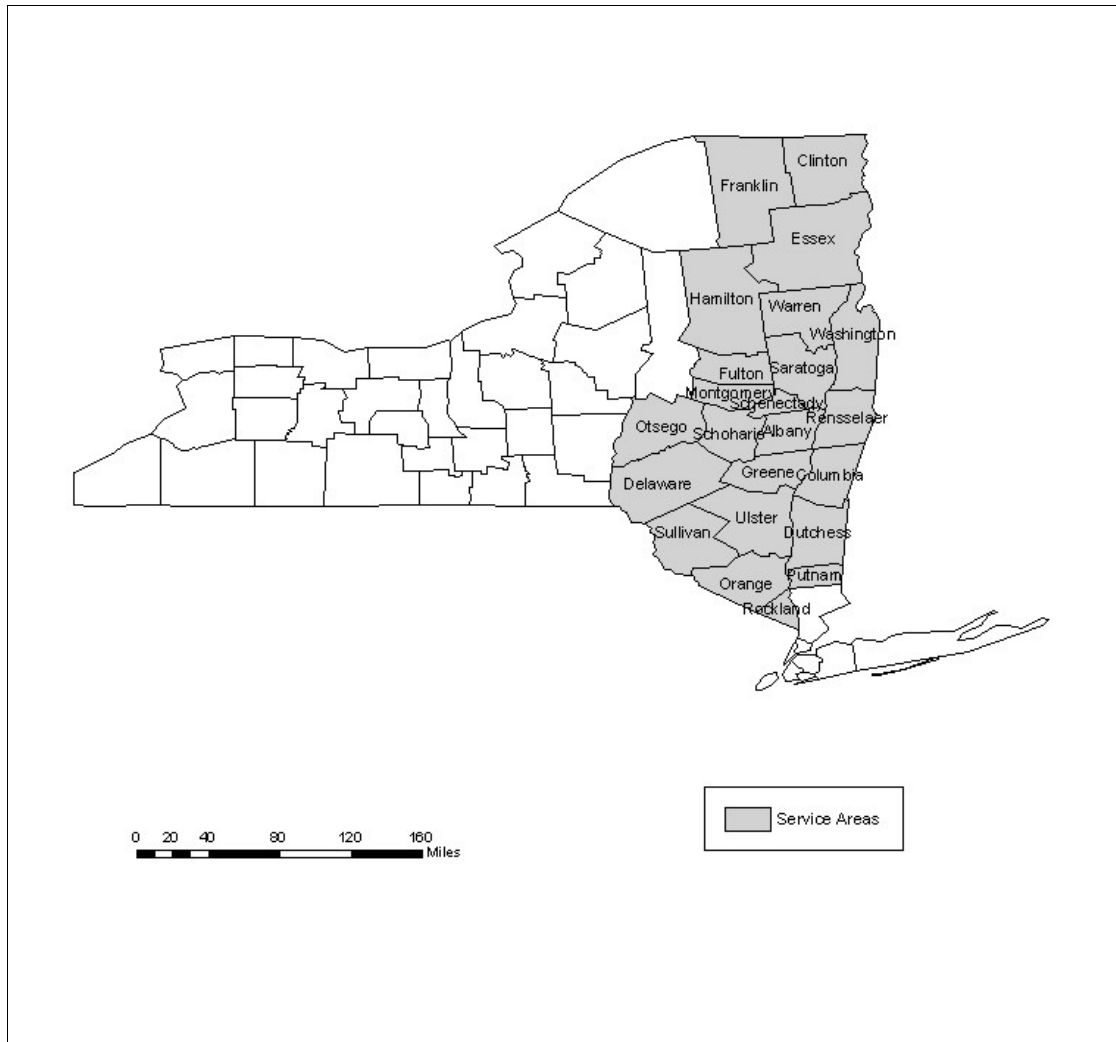 Clinton
Franklin
Essex
Hamilton
Warren
Washington
Saratoga
Fulton
Montgomery
Schenectady
Rensselaer
Otsego
Schoharie
Albany
Greene
Columbia
Delaware
Ulster
Sullivan
Dutchess
Putnam
Orange
Rockland
Service Areas
0 20 40 80 120 160
Miles